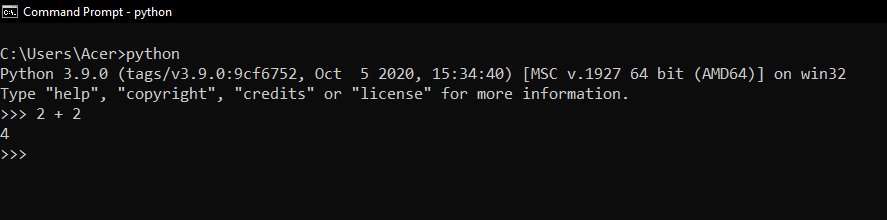 Command Prompt - python
C:\Users\Acer>python
Python 3.9.0 (tags/v3.9.0:9cf6752, Oct  5 2020, 15:34:40) [MSC v.1927 64 bit (AMD64)] on win32
Type "help", "copyright", "credits" or "license" for more information.
>>> 2 + 2
4
>>>